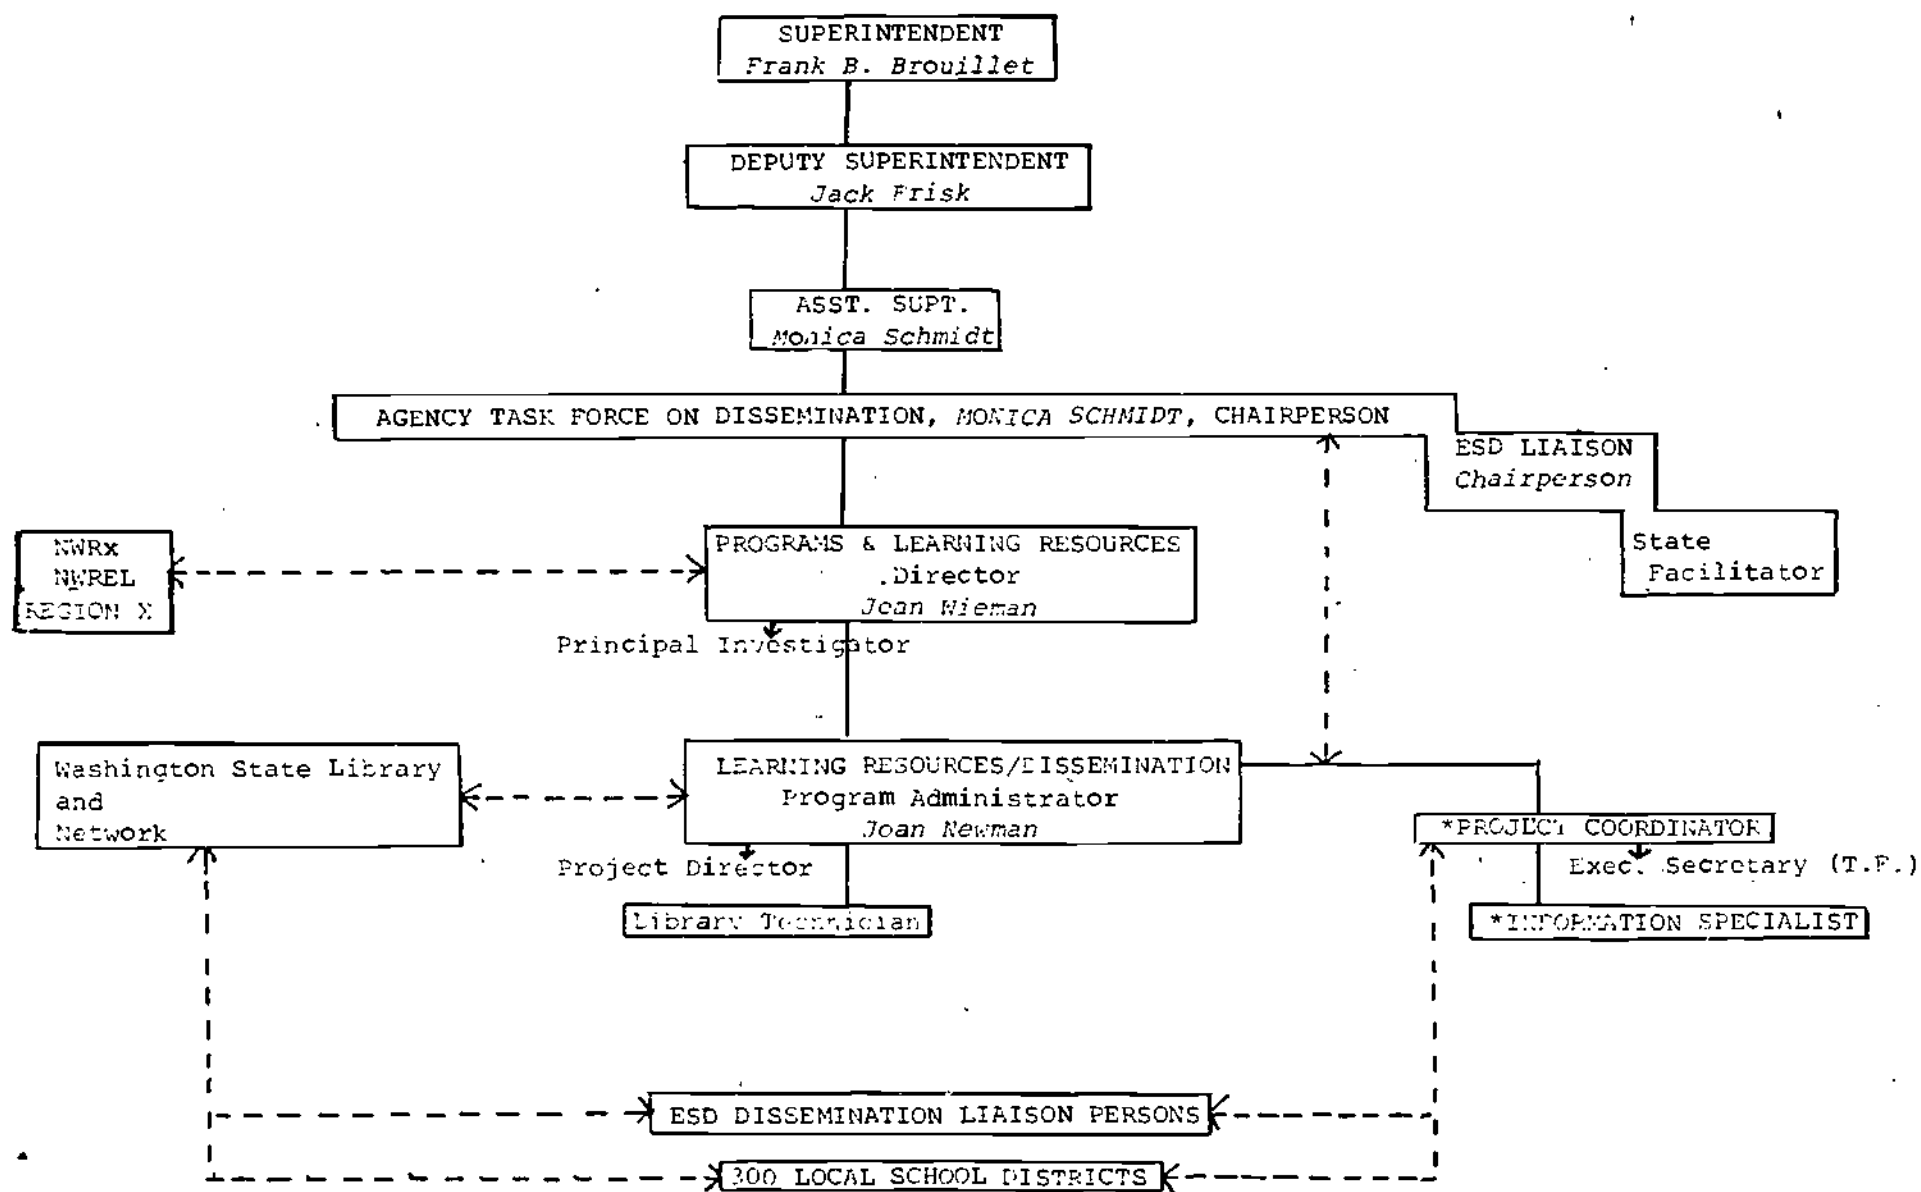 SUPERINTENDENT
Frank B. Brouillet
DEPUTY SUPERINTENDENT
Jack Frisk
ASST. SUPT.
Monica Schmidt
AGENCY TASK FORCE ON DISSEMINATION, MONICA SCHMIDT, CHAIRPERSON
ESD LIAISON
Chairperson
State
Facilitator
NWRx
NWREL
REGION X
PROGRAMS & LEARNING RESOURCES
Director
Jean Wieman
Principal Investigator
Washington State Library
and
Network
LEARNING RESOURCES/DISSEMINATION
Program Administrator
Joan Newman
Project Director
Library Technician
*PROJECT COORDINATOR
Exec. Secretary (T.F.)
*INFORMATION SPECIALIST
ESD DISSEMINATION LIAISON PERSONS
300 LOCAL SCHOOL DISTRICTS